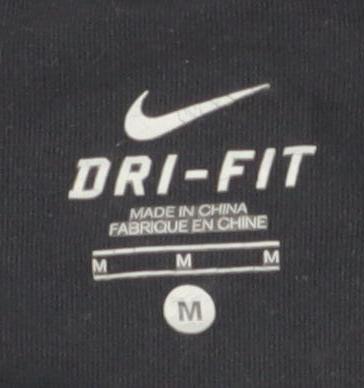 DRI-FIT
MADE IN CHINA
FABRIQUE EN CHINE
M M M
M